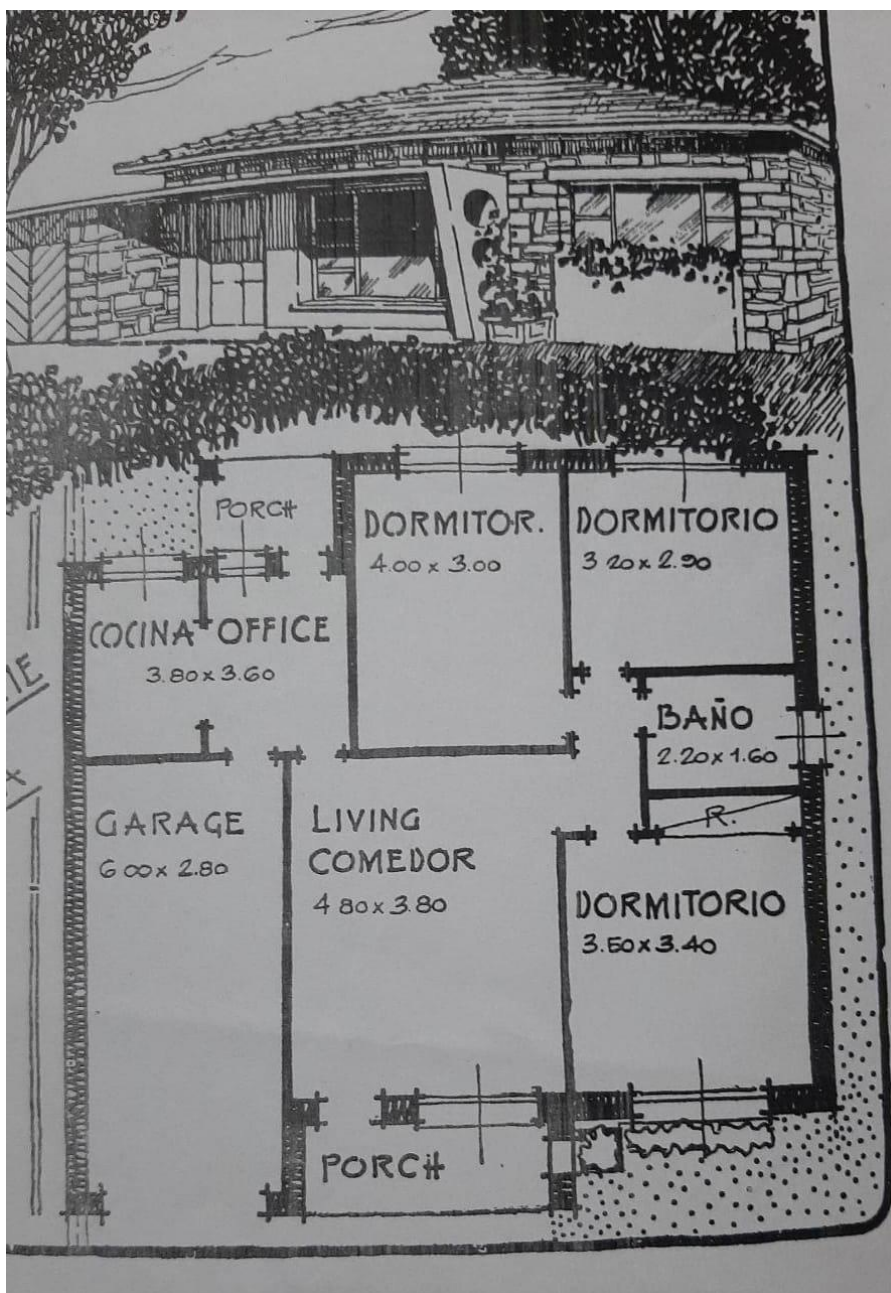 PORCH
DORMITOR.
4.00 x 3.00
DORMITORIO
3 20 x 2.90
COCINA OFFICE
3.80 x 3.60
BAÑO
2.20 x 1.60
R.
GARAGE
6 00 x 2.80
LIVING
COMEDOR
4 80 x 3.80
DORMITORIO
3.50 x 3.40
PORCH